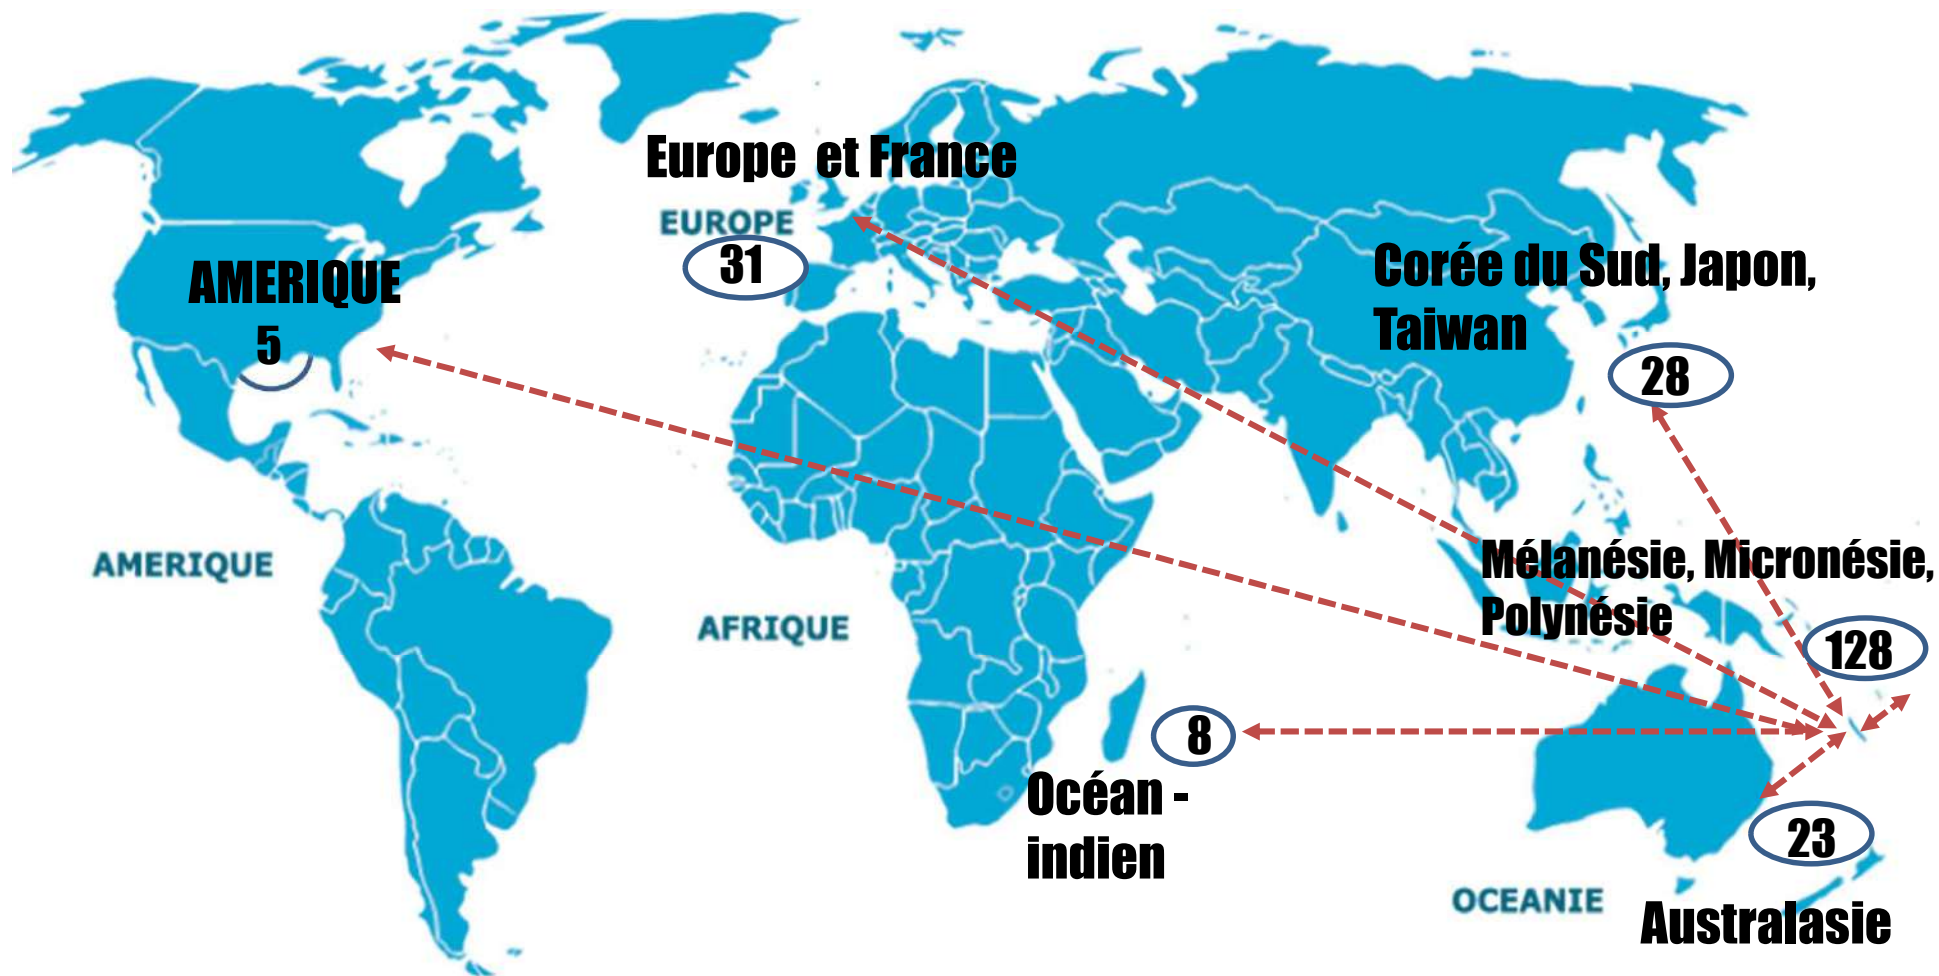 Europe et France
EUROPE
31
AMERIQUE
5
Corée du Sud, Japon,
Taiwan
28
AMERIQUE
AFRIQUE
Mélanésie, Micronésie,
Polynésie
128
8
Océan -
indien
23
OCEANIE
Australasie